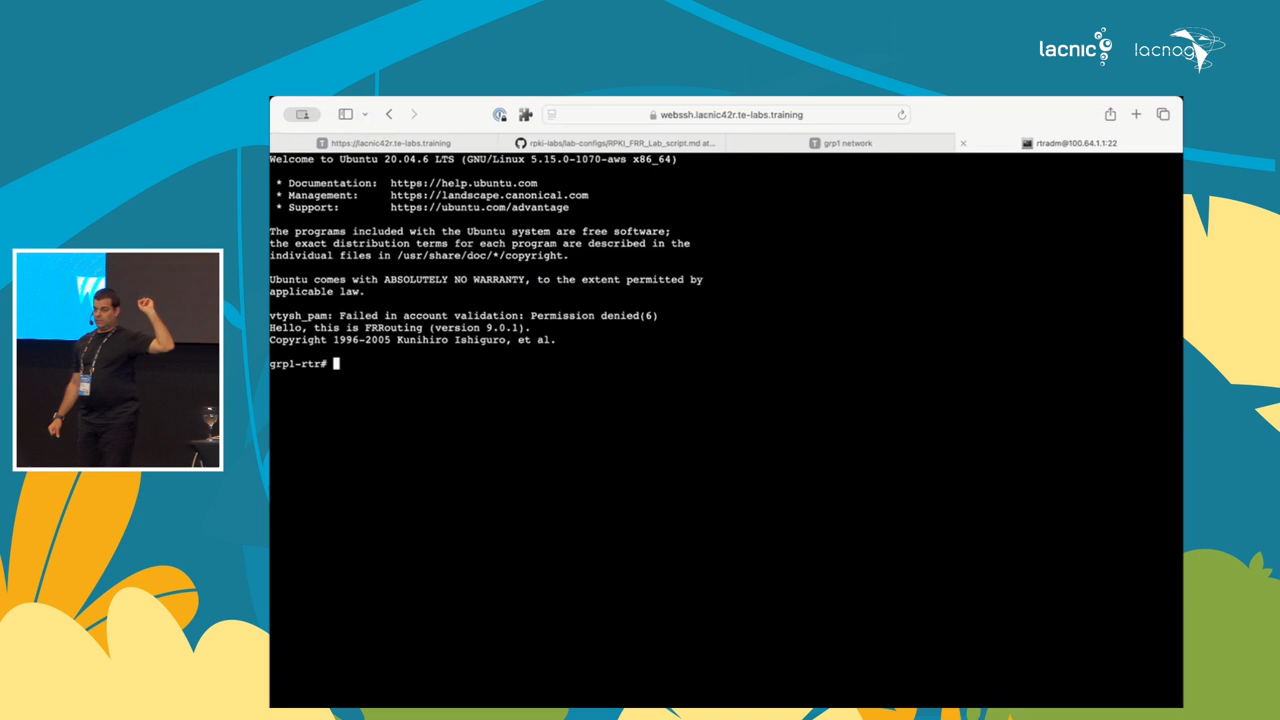 lacnic
lacnog
webssh.lacnic42r.te-labs.training
https://lacnic42r.te-labs.training
rpki-labs/lab-configs/RPKI_FRR_Lab_script.md at...
grp1 network
rtradm@100.64.1.1:22
Welcome to Ubuntu 20.04.6 LTS (GNU/Linux 5.15.0-1070-aws x86_64)
* Documentation: https://help.ubuntu.com
* Management: https://landscape.canonical.com
* Support: https://ubuntu.com/advantage
The programs included with the Ubuntu system are free software;
the exact distribution terms for each program are described in the
individual files in /usr/share/doc/*/copyright.
Ubuntu comes with ABSOLUTELY NO WARRANTY, to the extent permitted by
applicable law.
vtysh_pam: Failed in account validation: Permission denied(6)
Hello, this is FRRouting (version 9.0.1).
Copyright 1996-2005 Kunihiro Ishiguro, et al.
grp1-rtr#